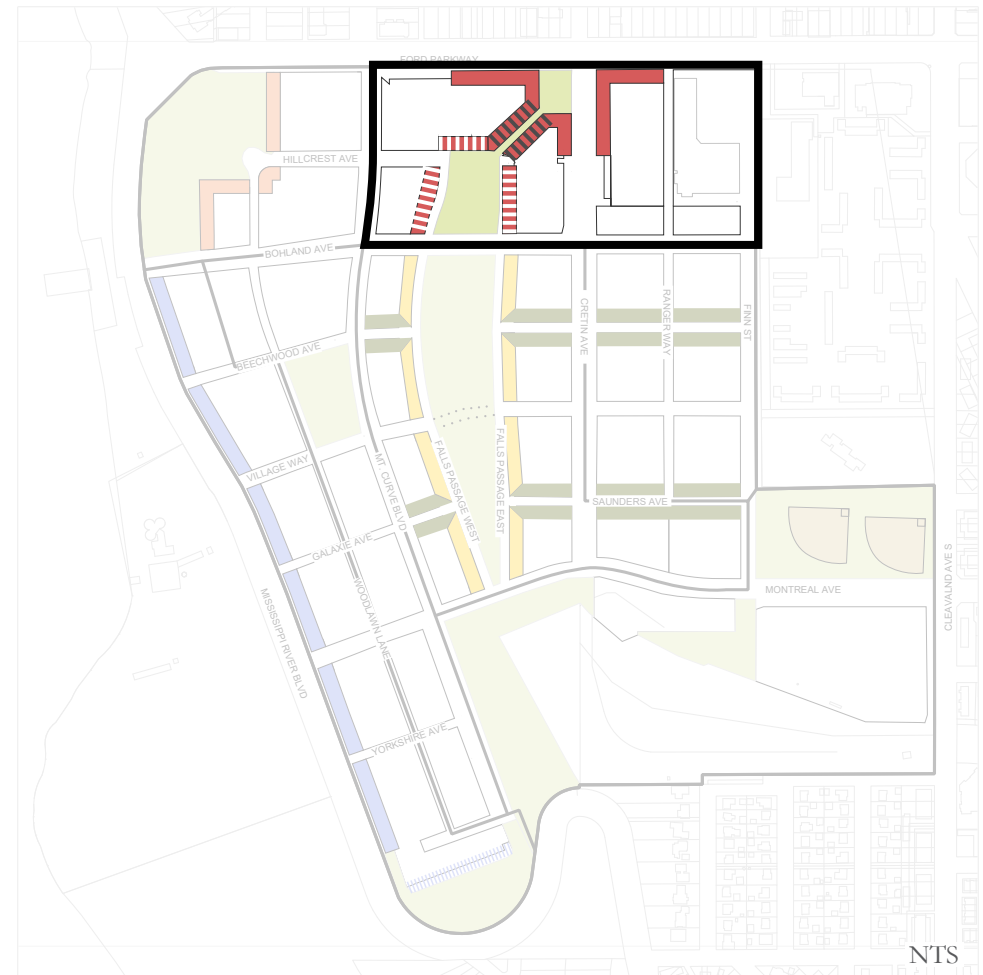 FORD PARKWAY
HILLCREST AVE
BOHLAND AVE
BEECHWOOD AVE
CRETIN AVE
RANGER WAY
FINN ST
VILLAGE WAY
MT. CURVE BLVD
FALLS PASSAGE WEST
FALLS PASSAGE EAST
SAUNDERS AVE
GALAXIE AVE
WOODLAWN LANE
MISSISSIPPI RIVER BLVD
MONTREAL AVE
CLEAVALND AVE S
YORKSHIRE AVE
NTS